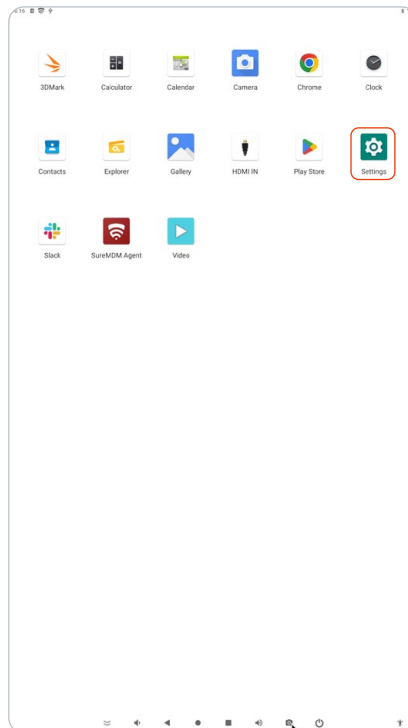 3DMark Calculator Calendar Camera Chrome Clock
Contacts Explorer Gallery HDMI IN Play Store Settings
Slack SureMDM Agent Video